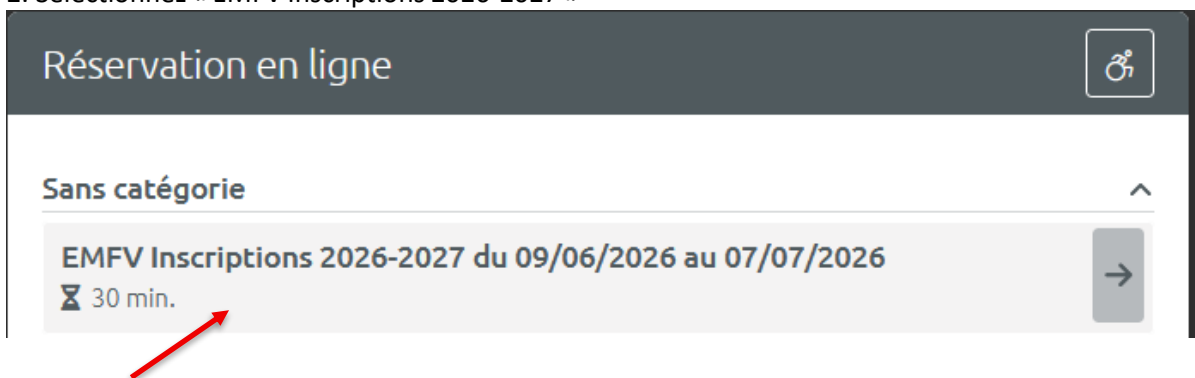 Réservation en ligne
Sans catégorie
EMFV Inscriptions 2026-2027 du 09/06/2026 au 07/07/2026
30 min.